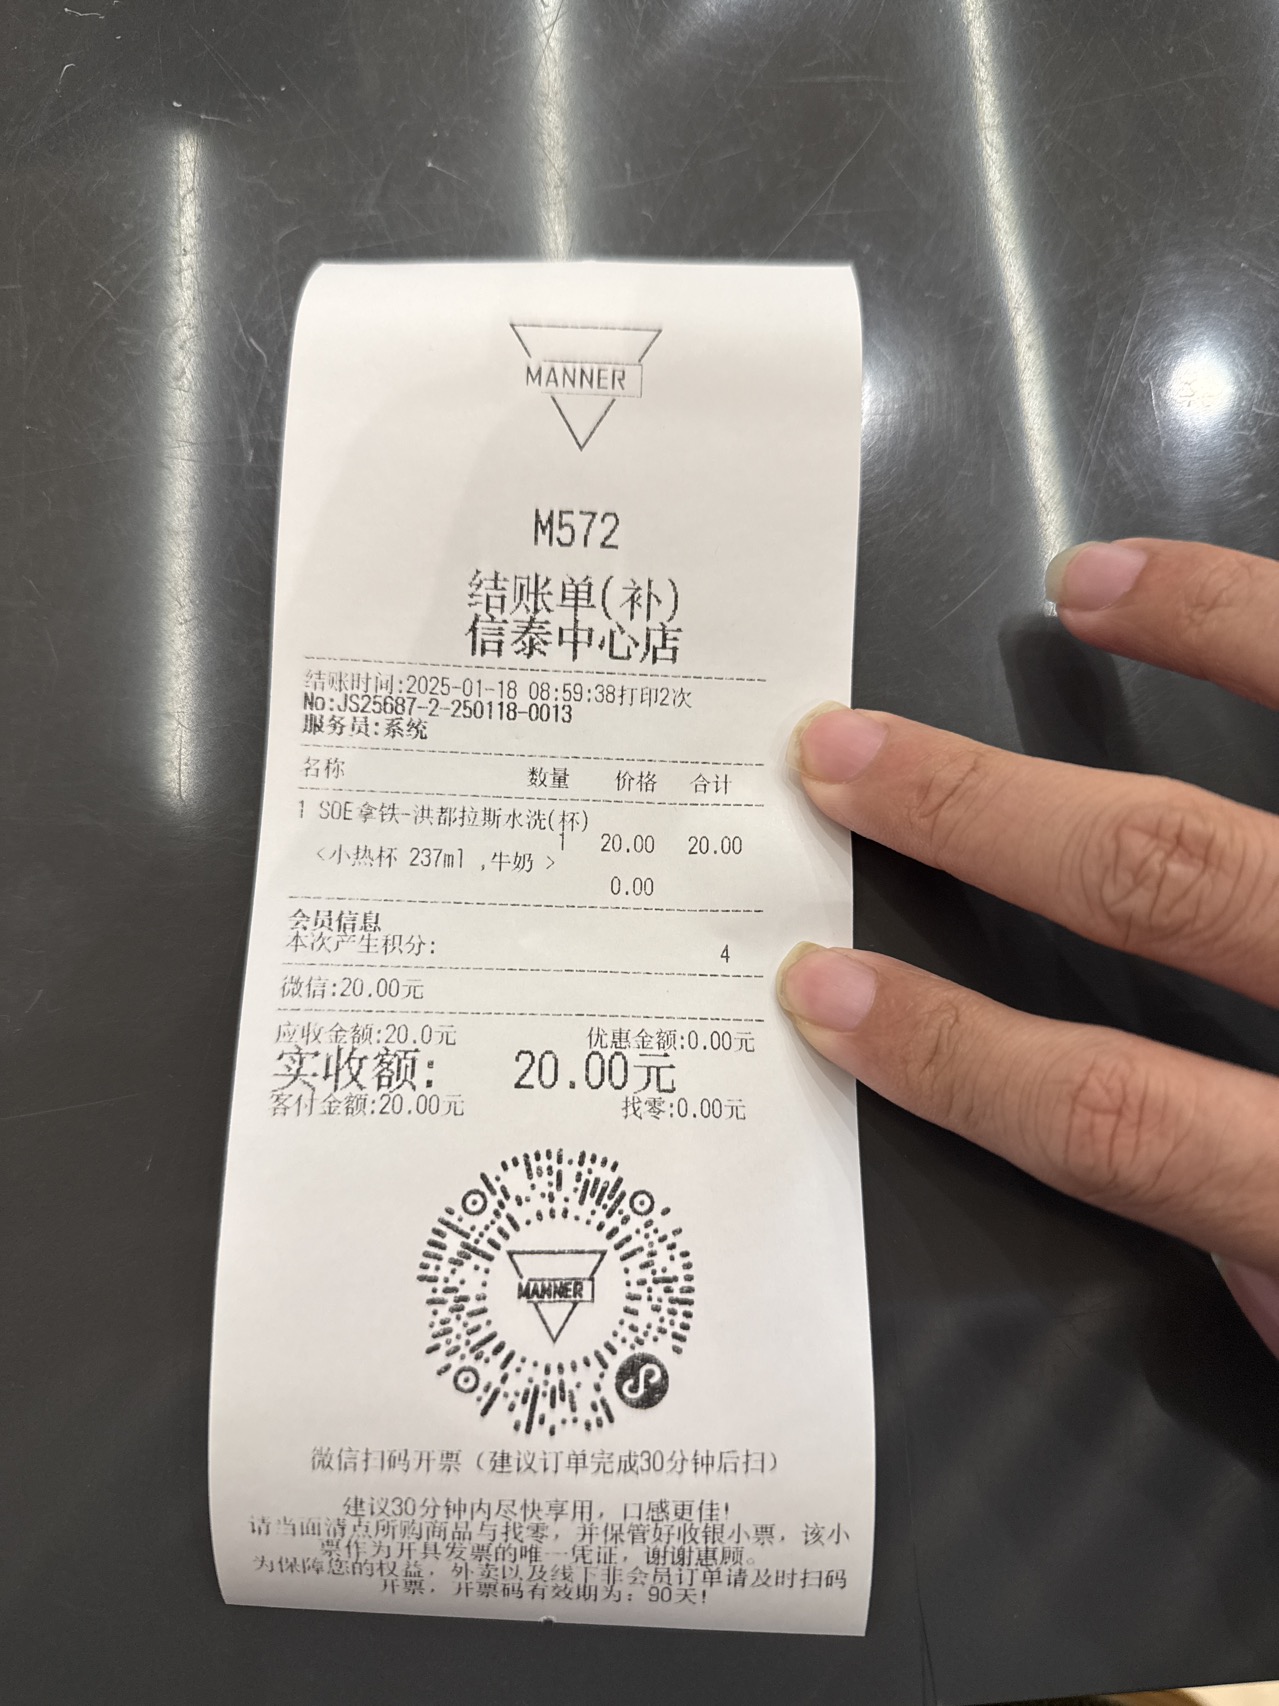 MANNER
M572
结账单(补)
信泰中心店
结账时间:2025-01-18 08:59:38打印2次
No:JS25687-2-250118-0013
服务员:系统
名称 数量 价格 合计
1 SOE拿铁-洪都拉斯水洗(杯)
1 20.00 20.00
<小热杯 237ml ,牛奶 >
0.00
会员信息
本次产生积分: 4
微信:20.00元
应收金额:20.0元 优惠金额:0.00元
实收额: 20.00元
客付金额:20.00元 找零:0.00元
MANNER
微信扫码开票（建议订单完成30分钟后扫）
建议30分钟内尽快享用，口感更佳!
请当面清点所购商品与找零，并保管好收银小票，该小
票作为开具发票的唯一凭证，谢谢惠顾。
为保障您的权益，外卖以及线下非会员订单请及时扫码
开票，开票码有效期为：90天!